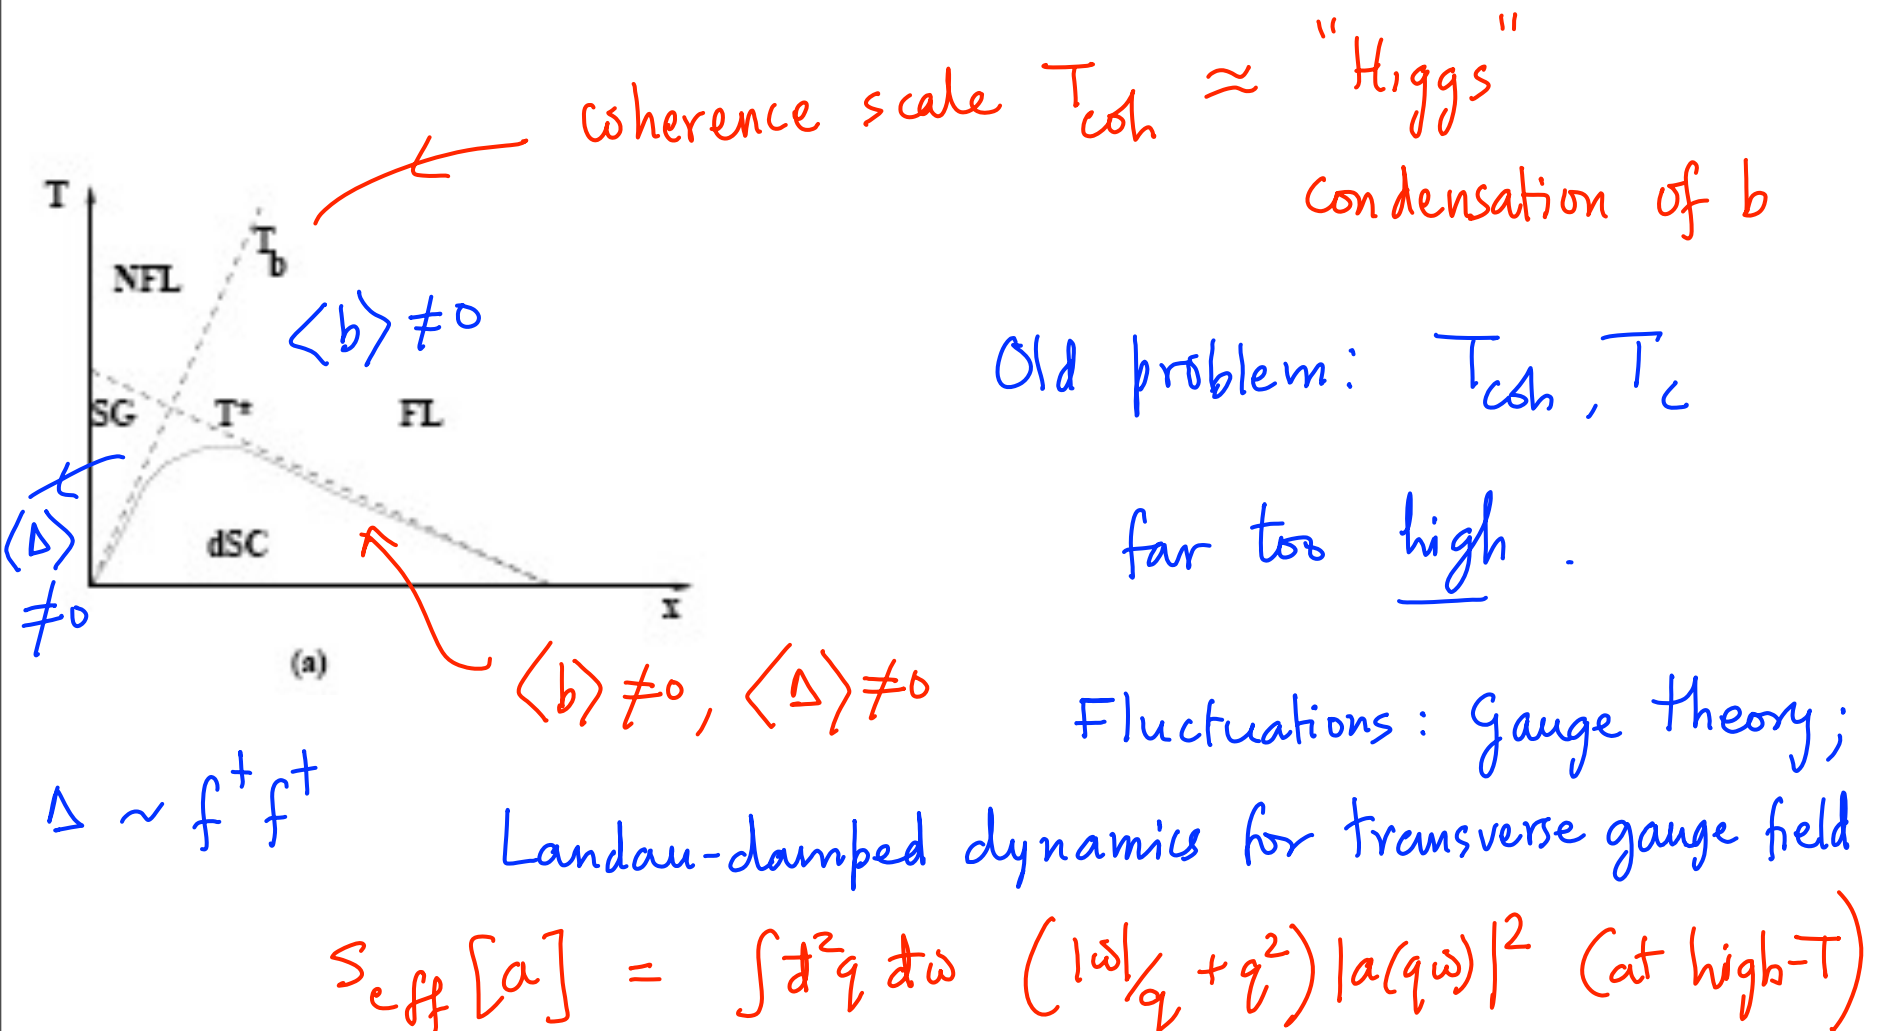 coherence scale T_coh ≈ "Higgs"
condensation of b
T
T_b
NFL
⟨b⟩ ≠ 0
Old problem: T_coh, T_c
SG
T*
FL
far too high.
⟨Δ⟩
≠0
dSC
x
(a)
⟨b⟩ ≠0, ⟨Δ⟩ ≠0
Fluctuations: Gauge theory;
Δ ~ f† f†
Landau-damped dynamics for transverse gauge field
S_eff [a] = ∫ đ²q đω (|ω|/q + q²) |a(qω)|² (at high-T)